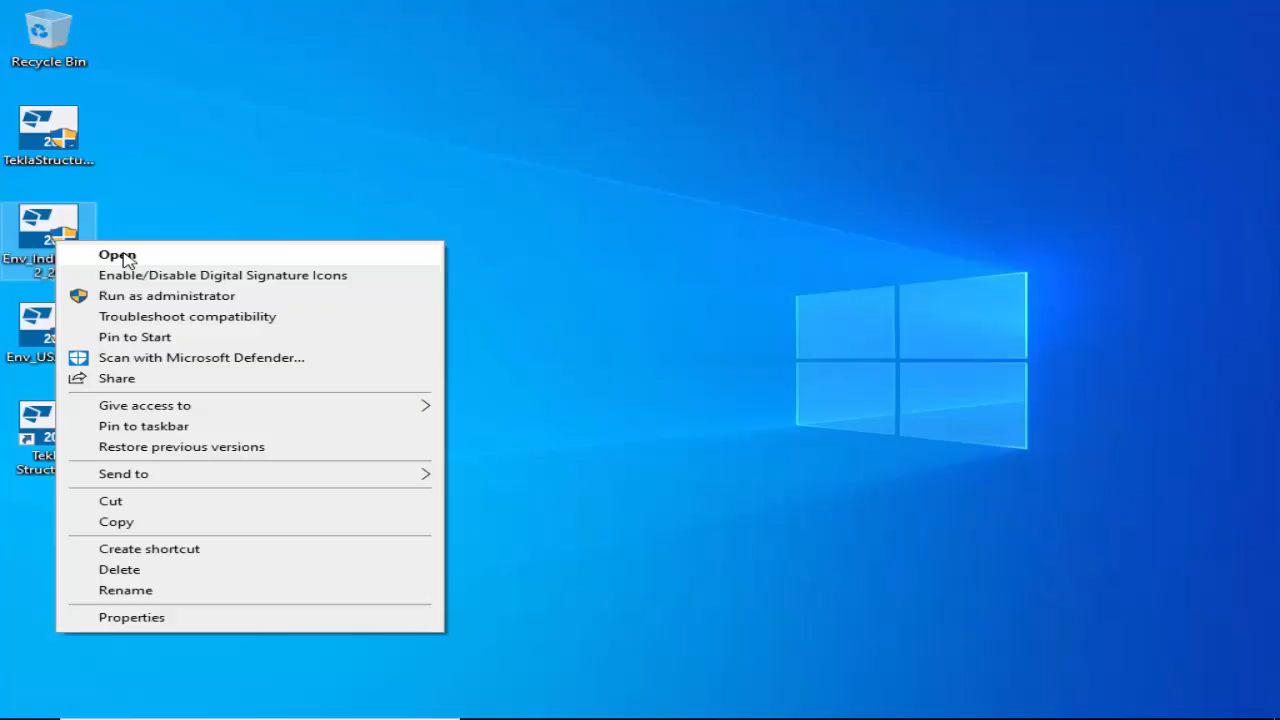 Recycle Bin
TeklaStructu...
Env_Ind
2_2
Env_US
Tekl
Struct
Open
Enable/Disable Digital Signature Icons
Run as administrator
Troubleshoot compatibility
Pin to Start
Scan with Microsoft Defender...
Share
Give access to
Pin to taskbar
Restore previous versions
Send to
Cut
Copy
Create shortcut
Delete
Rename
Properties